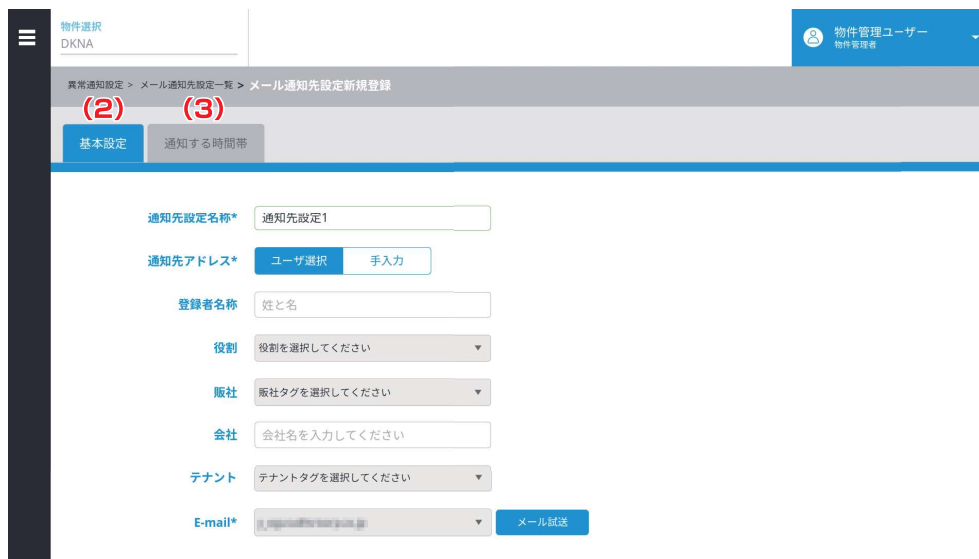 物件選択
DKNA
物件管理ユーザー
物件管理者
異常通知設定 > メール通知先設定一覧 > メール通知先設定新規登録
(2) (3)
基本設定 通知する時間帯
通知先設定名称* 通知先設定1
通知先アドレス* ユーザ選択 手入力
登録者名称 姓と名
役割 役割を選択してください
販社 販社タグを選択してください
会社 会社名を入力してください
テナント テナントタグを選択してください
E-mail* メール試送